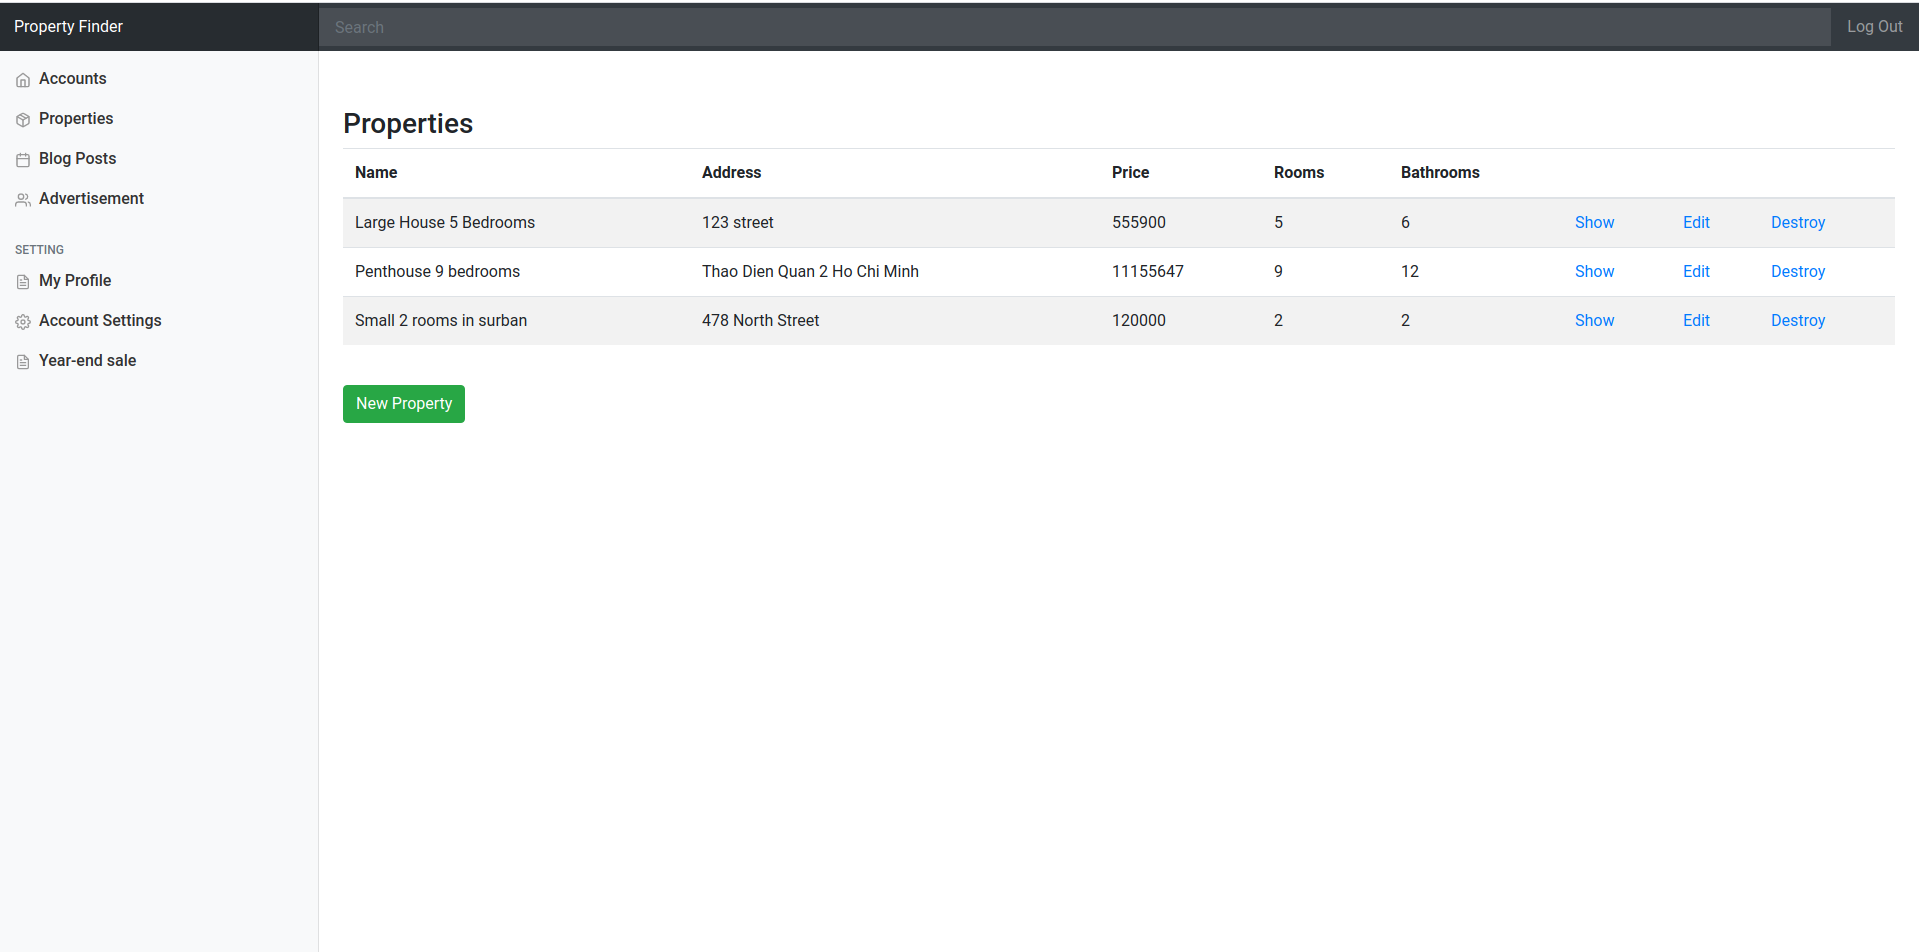 Property Finder Search Log Out
Accounts
Properties
Blog Posts
Advertisement
SETTING
My Profile
Account Settings
Year-end sale
Properties
Name Address Price Rooms Bathrooms
Large House 5 Bedrooms 123 street 555900 5 6 Show Edit Destroy
Penthouse 9 bedrooms Thao Dien Quan 2 Ho Chi Minh 11155647 9 12 Show Edit Destroy
Small 2 rooms in surban 478 North Street 120000 2 2 Show Edit Destroy
New Property